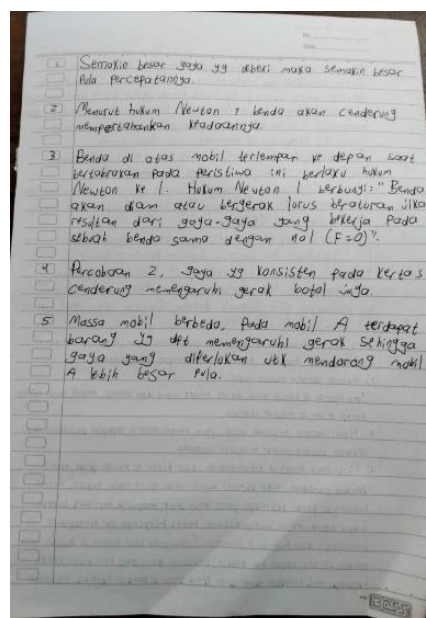 1 Semakin besar gaya yg diberi maka semakin besar
pula percepatannya.
2 Menurut hukum Newton 1 benda akan cenderung
mempertahankan keadaannya.
3 Benda di atas mobil terlempar ke depan saat
bertabrakan pada peristiwa ini berlaku hukum
Newton ke 1. Hukum Newton 1 berbunyi: "Benda
akan diam atau bergerak lurus beraturan jika
resultan dari gaya-gaya yang bekerja pada
sebuah benda sama dengan nol (F=0)".
4 Percobaan 2, gaya yg konsisten pada kertas
cenderung memengaruhi gerak botol juga.
5 Massa mobil berbeda, pada mobil A terdapat
barang yg dpt memengaruhi gerak sehingga
gaya yang diperlukan utk mendorong mobil
A lebih besar pula.